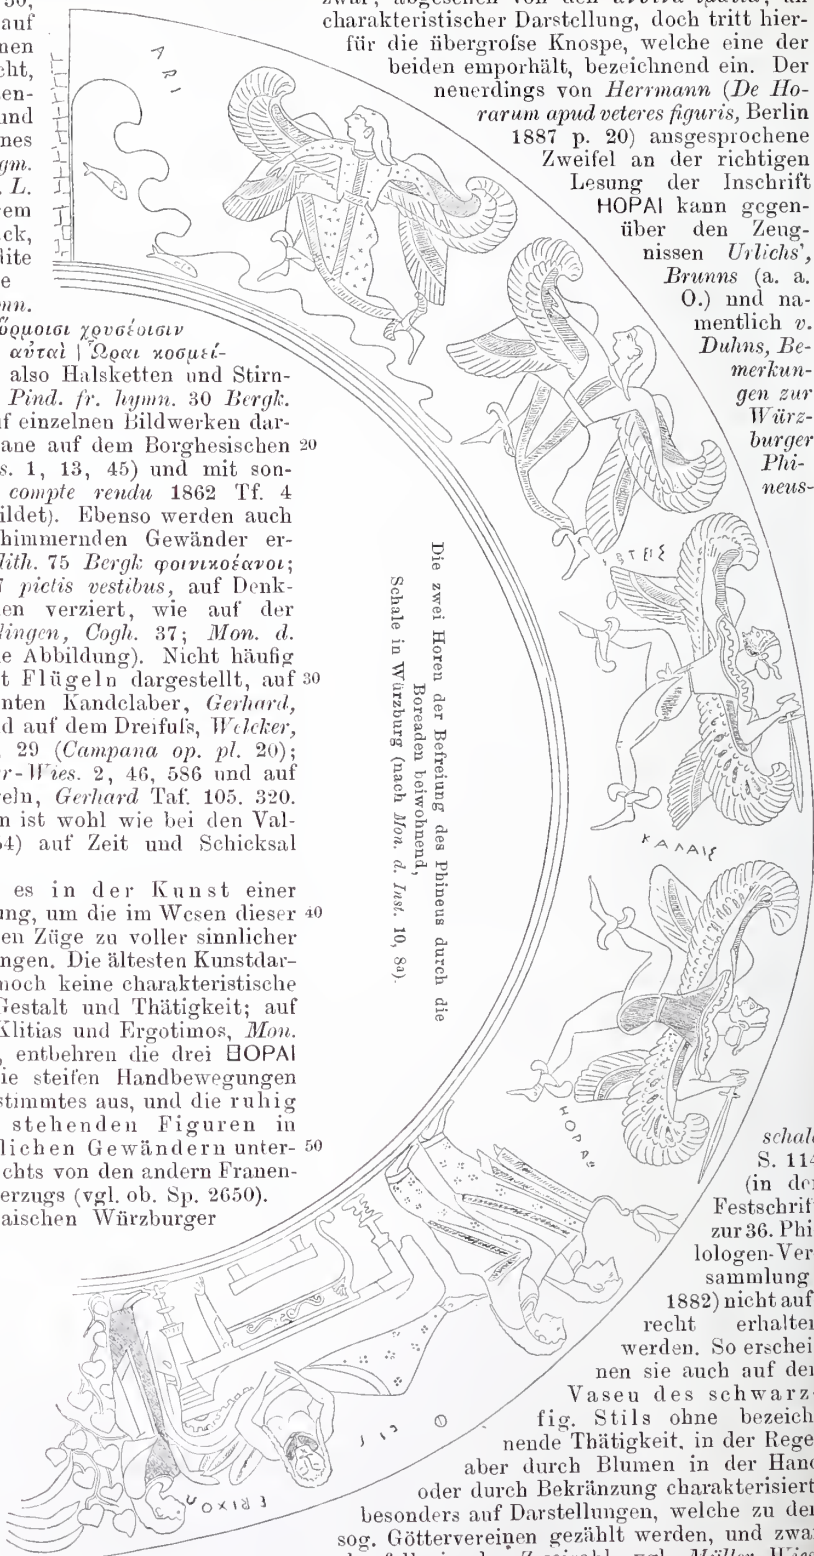 auf
charakteristischer Darstellung, doch tritt hier-
für die übergroſse Knospe, welche eine der
beiden emporhält, bezeichnend ein. Der
neuerdings von Herrmann (De Ho-
rarum apud veteres figuris, Berlin
1887 p. 20) ausgesprochene
Zweifel an der richtigen
Lesung der Inschrift
HOPAI kann gegen-
über den Zeug-
nissen Urlichs',
Brunns (a. a.
O.) und na-
mentlich v.
Duhns, Be-
merkun-
gen zur
Würz-
burger
Phi-
neus-
ὅρμοισι χρυσέοισιν
αὐταὶ | Ὧραι κοσμεί-
also Halsketten und Stirn-
Pind. fr. hymn. 30 Bergk.
f einzelnen Bildwerken dar-
ane auf dem Borghesischen 20
s. 1, 13, 45) und mit son-
compte rendu 1862 Tf. 4
ildet). Ebenso werden auch
himmernden Gewänder er-
lith. 75 Bergk φοινικοέανοι;
pictis vestibus, auf Denk-
en verziert, wie auf der
lingen, Cogh. 37; Mon. d.
e Abbildung). Nicht häufig
t Flügeln dargestellt, auf 30
nten Kandelaber, Gerhard,
d auf dem Dreifuſs, Welcker,
29 (Campana op. pl. 20);
r-Wies. 2, 46, 586 und auf
eln, Gerhard Taf. 105. 320.
n ist wohl wie bei den Val-
4) auf Zeit und Schicksal
es in der Kunst einer
ung, um die im Wesen dieser 40
en Züge zu voller sinnlicher
ngen. Die ältesten Kunstdar-
noch keine charakteristische
Gestalt und Thätigkeit; auf
Klitias und Ergotimos, Mon.
entbehren die drei HOPAI
ie steifen Handbewegungen
stimmtes aus, und die ruhig
stehenden Figuren in
lichen Gewändern unter- 50
chts von den andern Frauen-
erzugs (vgl. ob. Sp. 2650).
aischen Würzburger
Die zwei Horen der Befreiung des Phineus durch die
Boreaden beiwohnend,
Schale in Würzburg (nach Mon. d. Inst. 10, 8a).
ARI
ΚΑΛΑΙΣ
ΗΟΡΑΙ
ΕΡΙΧΟ
schale
S. 114
(in der
Festschrift
zur 36. Phi
lologen-Ver
sammlung
1882) nicht auf
recht erhalten
werden. So erschei
nen sie auch auf den
Vasen des schwarz-
fig. Stils ohne bezeich
nende Thätigkeit, in der Rege
aber durch Blumen in der Hand
oder durch Bekränzung charakterisiert
besonders auf Darstellungen, welche zu den
sog. Göttervereinen gezählt werden, und zwa